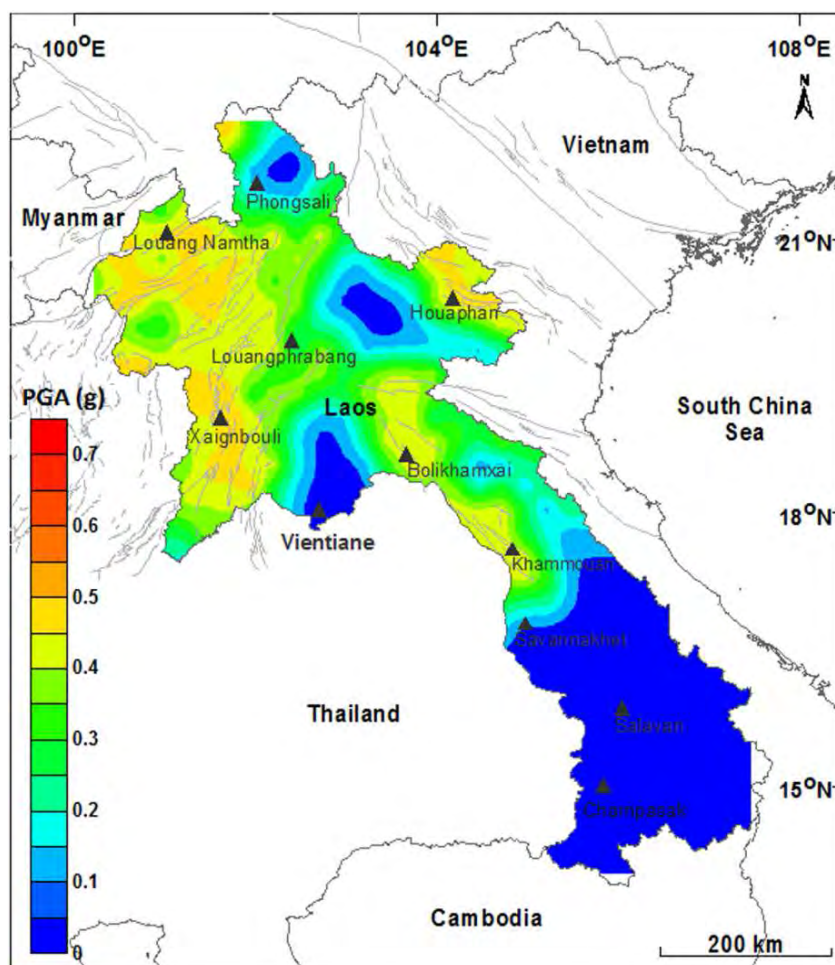 100°E 104°E 108°E
N
Vietnam
Phongsali
Myanmar
Louang Namtha
21°N
Houaphan
Louangphrabang
PGA (g)
Laos
South China
Sea
Xaignbouli
0.7
Bolikhamxai
0.6
18°N
Vientiane
Khammouan
0.5
Savannakhet
0.4
Thailand
Salavan
0.3
15°N
Champasak
0.2
0.1
Cambodia
200 km
0